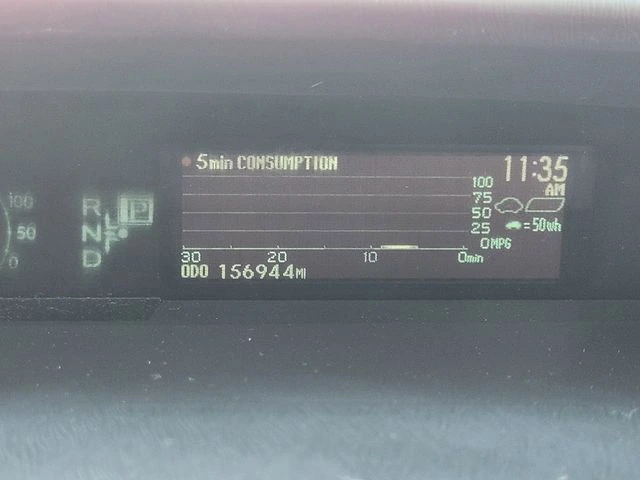 5min CONSUMPTION
11:35
AM
100
75
50
25
0MPG
=50Wh
30 20 10 0min
ODO 156944MI
100
50
0
R
N
D
P